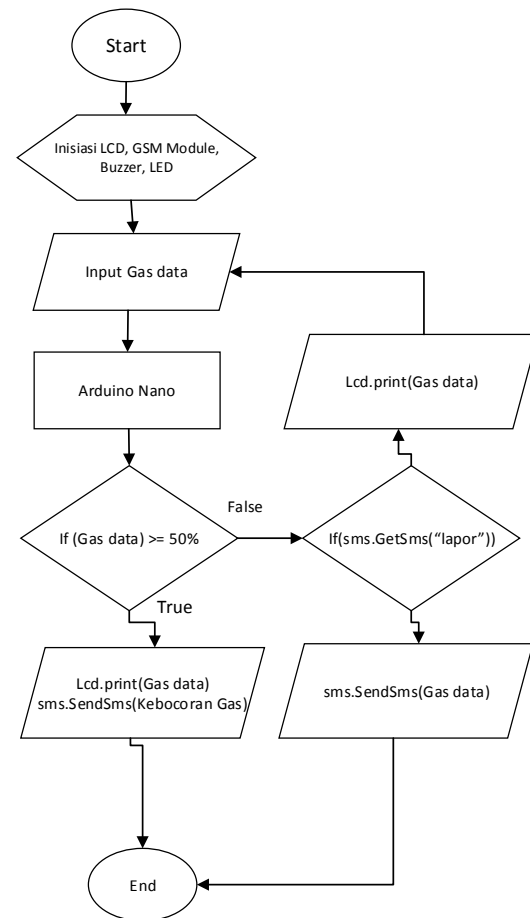 Start
Inisiasi LCD, GSM Module,
Buzzer, LED
Input Gas data
Lcd.print(Gas data)
Arduino Nano
False
If (Gas data) >= 50%
If(sms.GetSms(“lapor”))
True
Lcd.print(Gas data)
sms.SendSms(Kebocoran Gas)
sms.SendSms(Gas data)
End